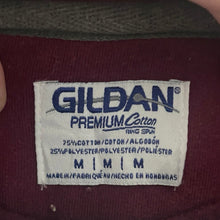 GILDAN
PREMIUM Cotton
RING SPUN
75% COTTON/COTON/ALGODÓN
25% POLYESTER/POLYESTER/POLIÉSTER
M M M
MADE IN/FABRIQUÉ AU/HECHO EN HONDURAS